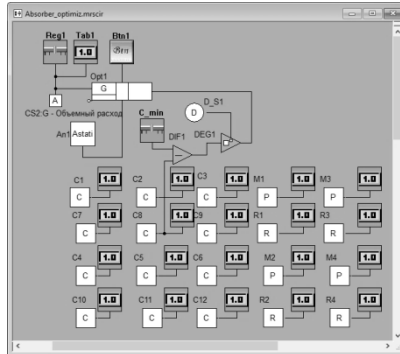 Absorber_optimiz.mrscir
Reg1 Tab1 Btn1
1.0 Btn
Opt1
G
A
CS2:G - Объемный расход
C_min
D_S1
D
An1 Astati
DIF1 DEG1
C1 C2 C3 M1 M3
1.0 1.0 1.0 1.0 1.0
C C C P P
C7 C8 C9 R1 R3
1.0 1.0 1.0 1.0 1.0
C C C R R
C4 C5 C6 M2 M4
1.0 1.0 1.0 1.0 1.0
C C C P P
C10 C11 C12 R2 R4
1.0 1.0 1.0 1.0 1.0
C C C R R